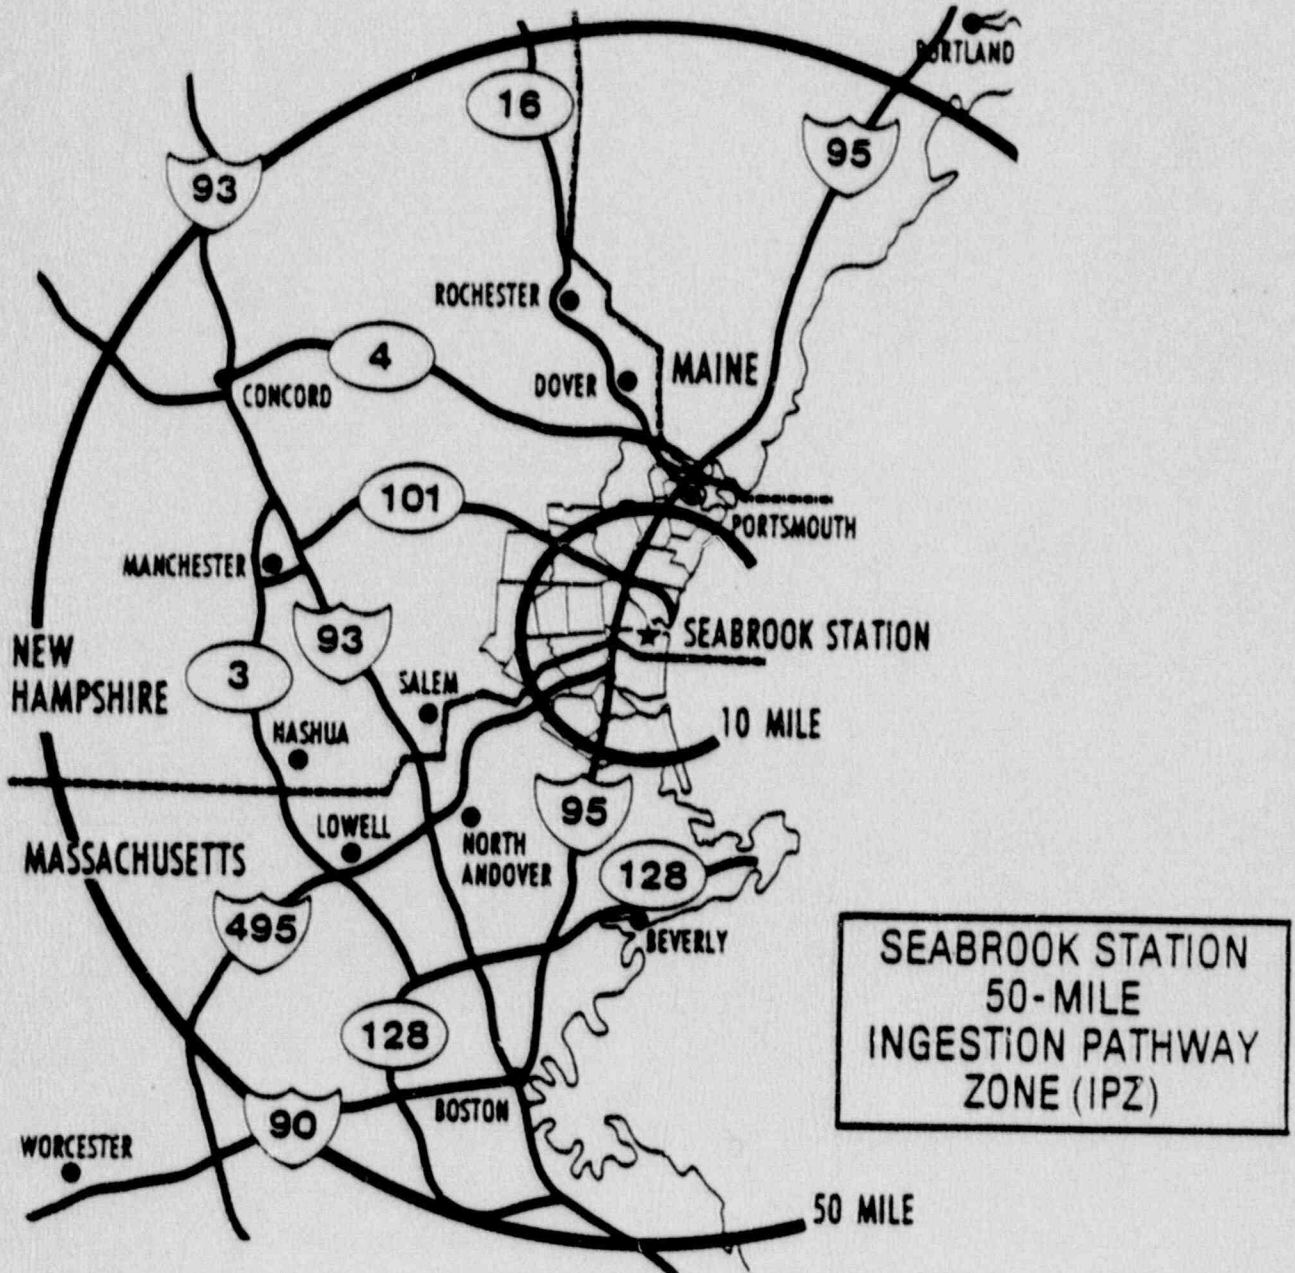 PORTLAND
16
95
93
ROCHESTER
4
MAINE
DOVER
CONCORD
101
PORTSMOUTH
MANCHESTER
93
SEABROOK STATION
NEW
HAMPSHIRE
3
SALEM
NASHUA
10 MILE
95
LOWELL
NORTH
ANDOVER
MASSACHUSETTS
128
495
BEVERLY
SEABROOK STATION
50-MILE
INGESTION PATHWAY
ZONE (IPZ)
128
BOSTON
90
WORCESTER
50 MILE